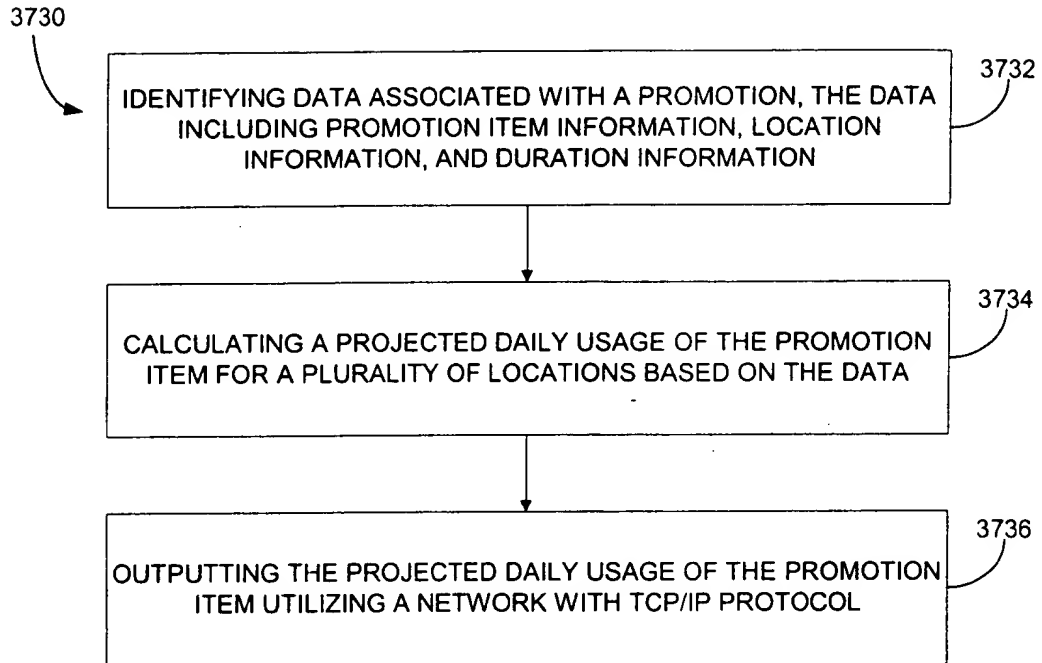 3730
3732
IDENTIFYING DATA ASSOCIATED WITH A PROMOTION, THE DATA
INCLUDING PROMOTION ITEM INFORMATION, LOCATION
INFORMATION, AND DURATION INFORMATION
3734
CALCULATING A PROJECTED DAILY USAGE OF THE PROMOTION
ITEM FOR A PLURALITY OF LOCATIONS BASED ON THE DATA
3736
OUTPUTTING THE PROJECTED DAILY USAGE OF THE PROMOTION
ITEM UTILIZING A NETWORK WITH TCP/IP PROTOCOL